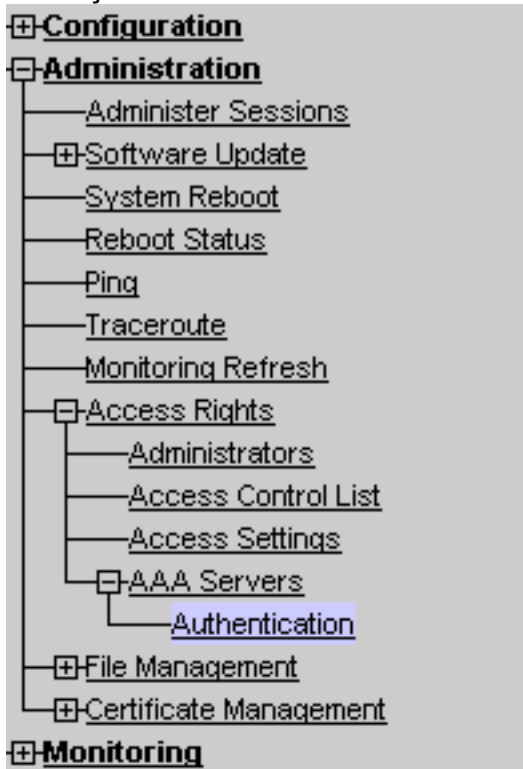 Configuration
Administration
Administer Sessions
Software Update
System Reboot
Reboot Status
Ping
Traceroute
Monitoring Refresh
Access Rights
Administrators
Access Control List
Access Settings
AAA Servers
Authentication
File Management
Certificate Management
Monitoring